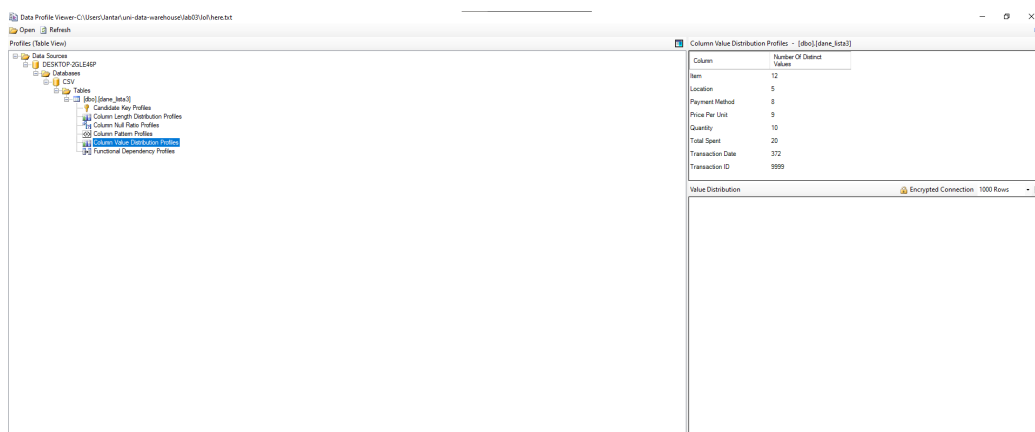 Data Profile Viewer-C:\Users\Jantar\uni-data-warehouse\lab03\lol\here.txt
Open Refresh
Profiles (Table View)
Data Sources
DESKTOP-2GLE46P
Databases
CSV
Tables
[dbo].[dane_lista3]
Candidate Key Profiles
Column Length Distribution Profiles
Column Null Ratio Profiles
Column Pattern Profiles
Column Value Distribution Profiles
Functional Dependency Profiles
Column Value Distribution Profiles - [dbo].[dane_lista3]
Column Number Of Distinct Values
Item 12
Location 5
Payment Method 8
Price Per Unit 9
Quantity 10
Total Spent 20
Transaction Date 372
Transaction ID 9999
Value Distribution Encrypted Connection 1000 Rows